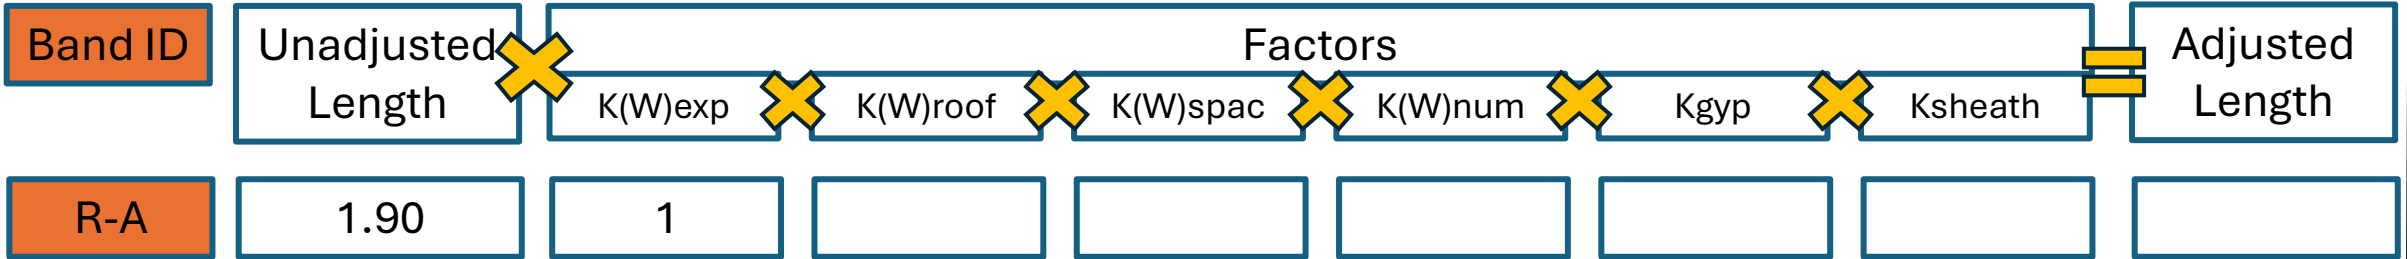 Band ID
Unadjusted
Length
Factors
K(W)exp
K(W)roof
K(W)spac
K(W)num
Kgyp
Ksheath
Adjusted
Length
R-A
1.90
1